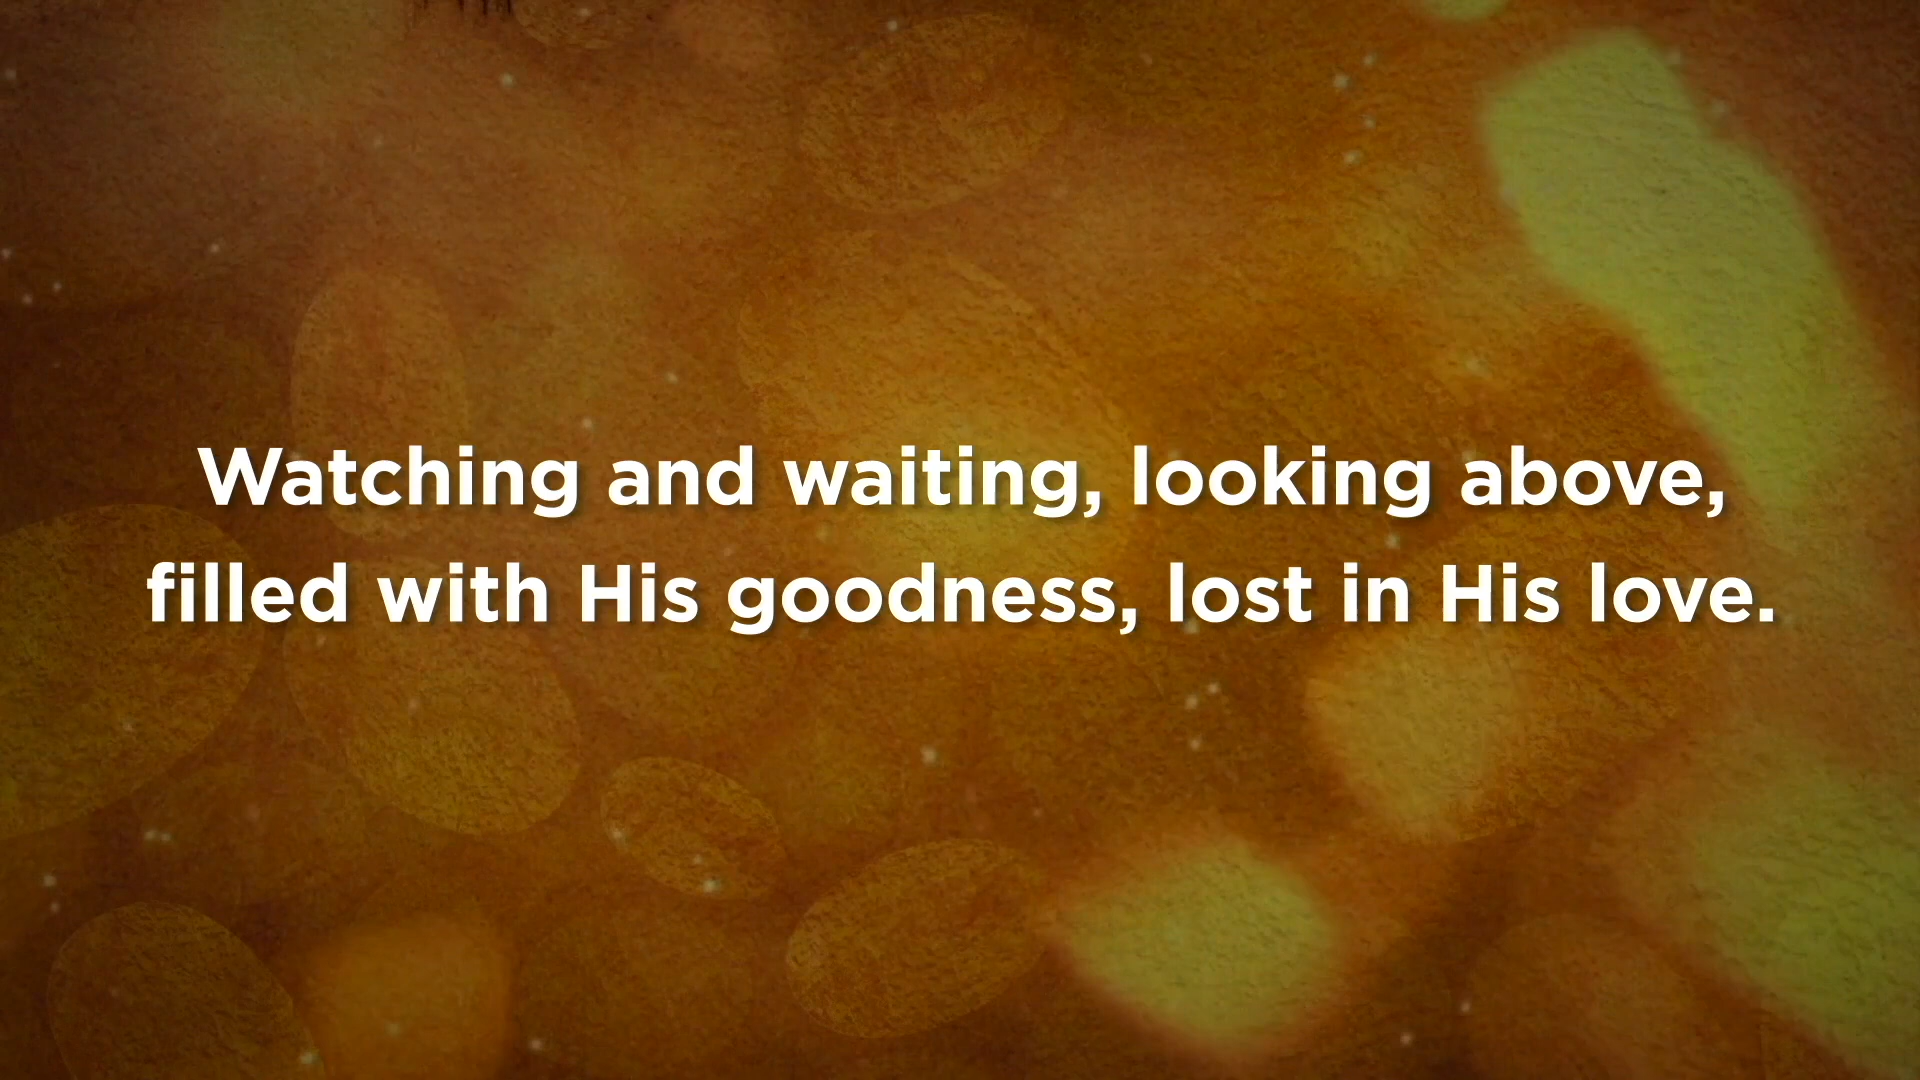 Watching and waiting, looking above,
filled with His goodness, lost in His love.